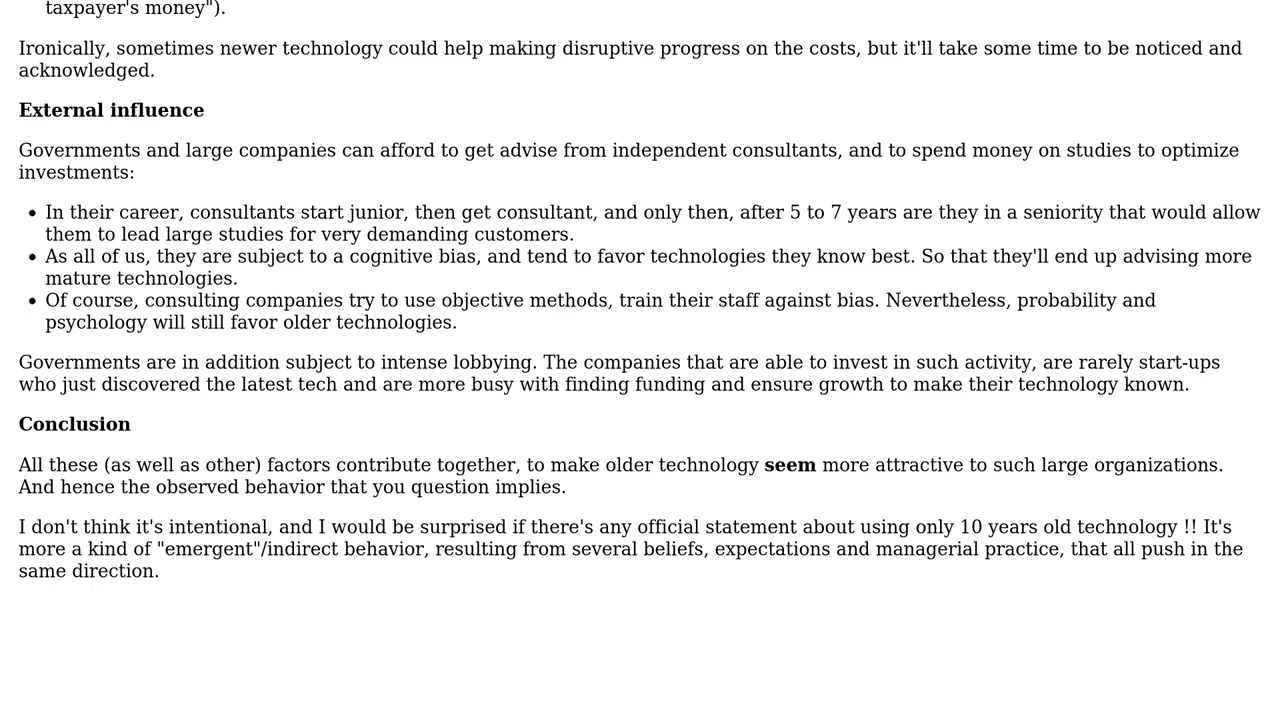 taxpayer's money").
Ironically, sometimes newer technology could help making disruptive progress on the costs, but it'll take some time to be noticed and
acknowledged.
External influence
Governments and large companies can afford to get advise from independent consultants, and to spend money on studies to optimize
investments:
• In their career, consultants start junior, then get consultant, and only then, after 5 to 7 years are they in a seniority that would allow
them to lead large studies for very demanding customers.
• As all of us, they are subject to a cognitive bias, and tend to favor technologies they know best. So that they'll end up advising more
mature technologies.
• Of course, consulting companies try to use objective methods, train their staff against bias. Nevertheless, probability and
psychology will still favor older technologies.
Governments are in addition subject to intense lobbying. The companies that are able to invest in such activity, are rarely start-ups
who just discovered the latest tech and are more busy with finding funding and ensure growth to make their technology known.
Conclusion
All these (as well as other) factors contribute together, to make older technology seem more attractive to such large organizations.
And hence the observed behavior that you question implies.
I don't think it's intentional, and I would be surprised if there's any official statement about using only 10 years old technology !! It's
more a kind of "emergent"/indirect behavior, resulting from several beliefs, expectations and managerial practice, that all push in the
same direction.